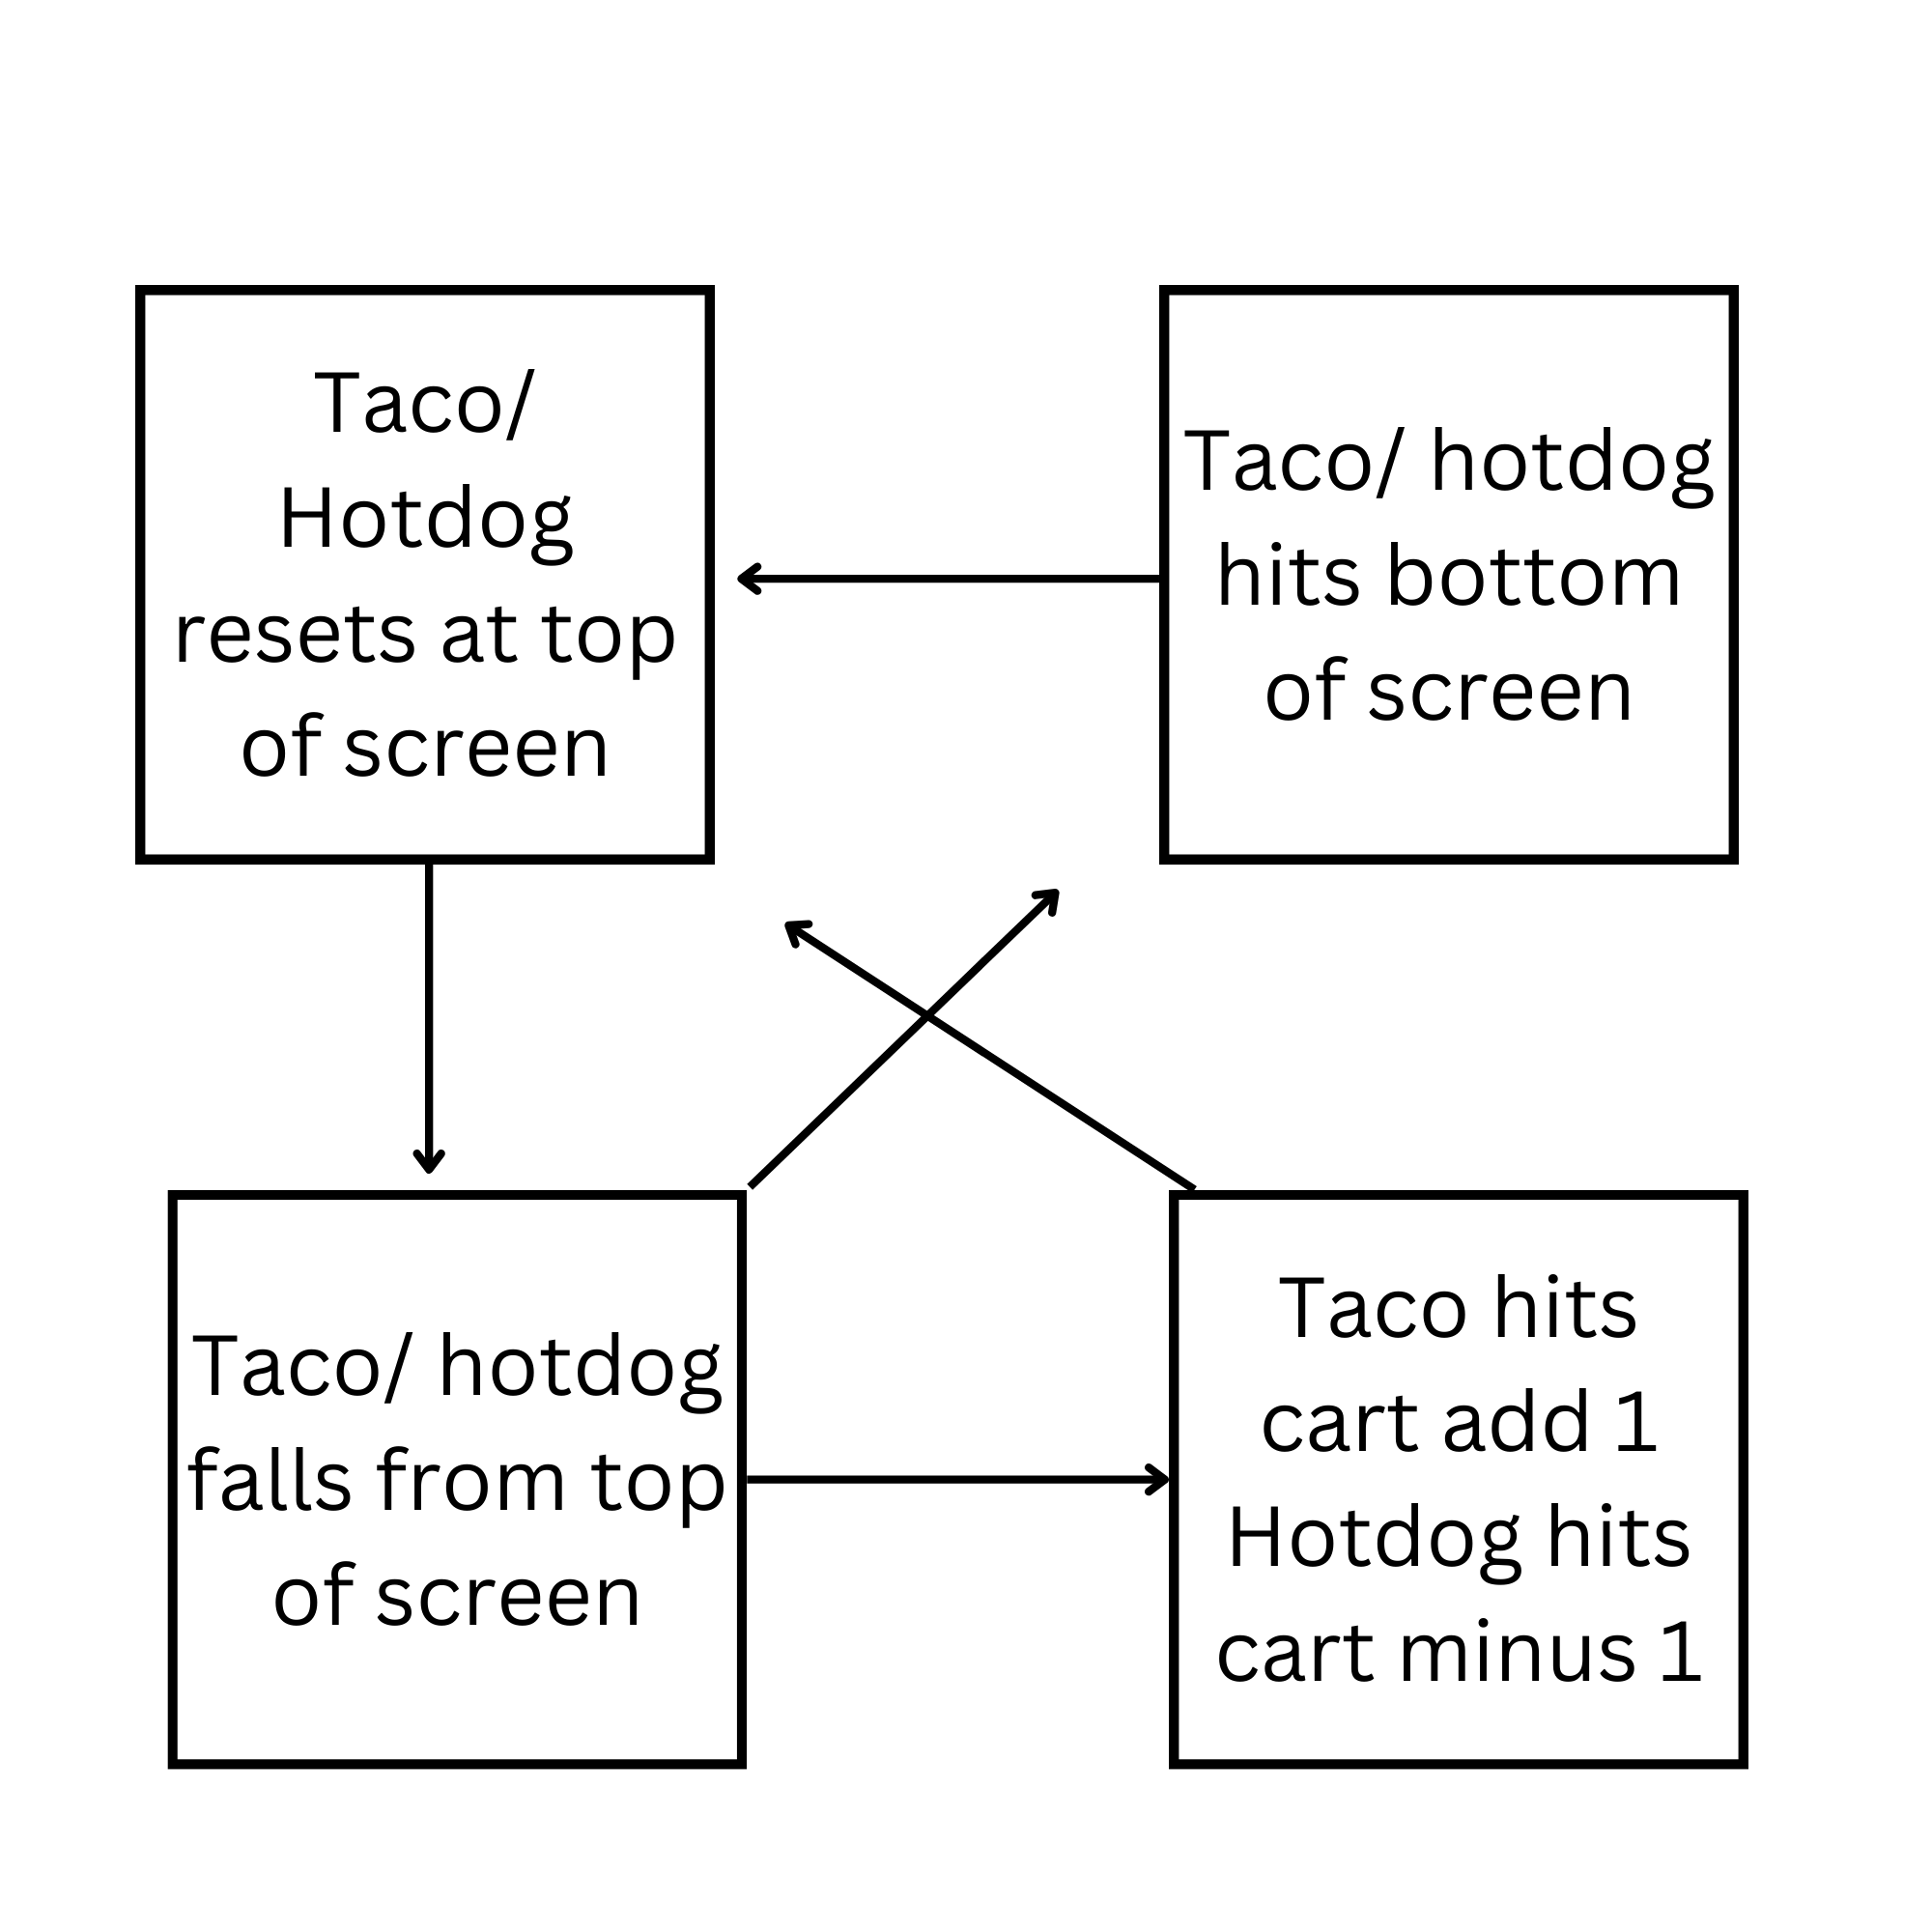 Taco/
Hotdog
resets at top
of screen
Taco/ hotdog
hits bottom
of screen
Taco/ hotdog
falls from top
of screen
Taco hits
cart add 1
Hotdog hits
cart minus 1